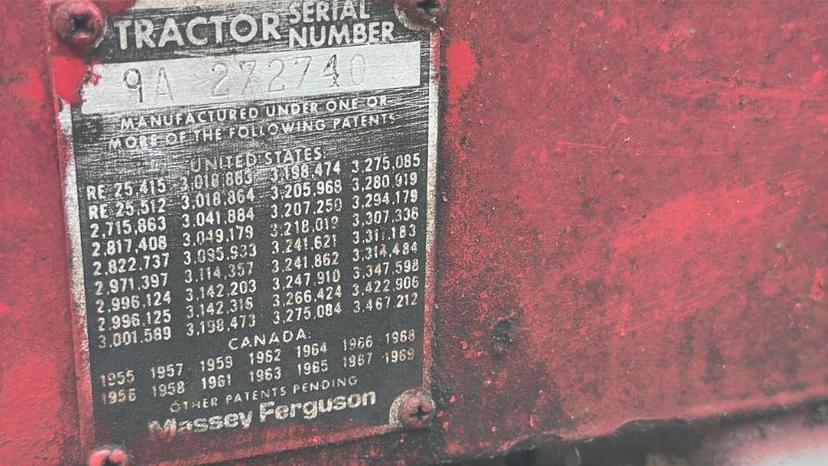 TRACTOR SERIAL NUMBER
9A 272740
MANUFACTURED UNDER ONE OR
MORE OF THE FOLLOWING PATENTS
UNITED STATES:
RE 25,415 3,018,863 3,198,474 3,275,085
RE 25,512 3,018,864 3,205,968 3,280,919
2,715,863 3,041,884 3,207,250 3,294,179
2,817,408 3,049,179 3,218,019 3,307,336
2,822,737 3,095,933 3,241,621 3,311,183
2,971,397 3,114,357 3,241,862 3,314,484
2,996,124 3,142,203 3,247,910 3,347,598
2,996,125 3,142,316 3,266,424 3,422,906
3,001,589 3,198,473 3,275,084 3,467,212
CANADA:
1955 1957 1959 1962 1964 1966 1968
1956 1958 1961 1963 1965 1967 1969
OTHER PATENTS PENDING
Massey Ferguson